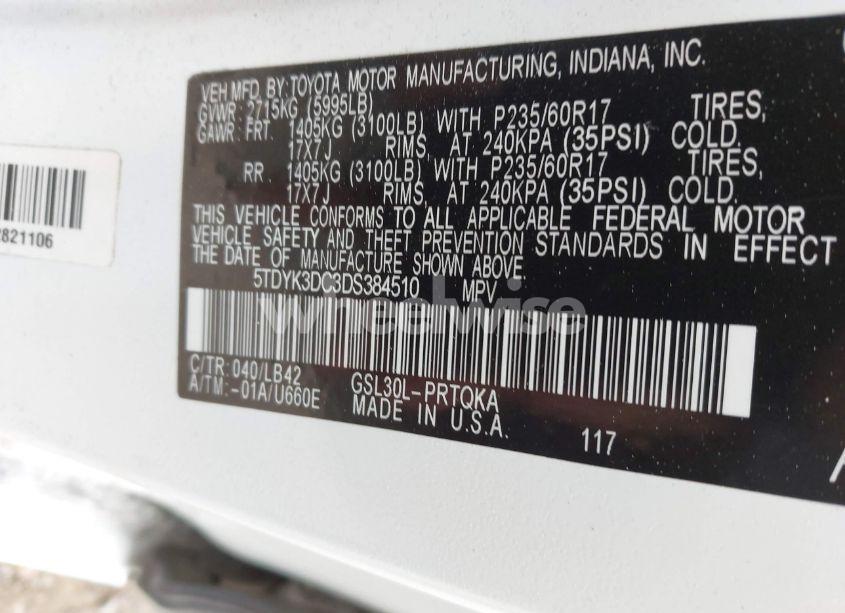 VEH MFD BY: TOYOTA MOTOR MANUFACTURING, INDIANA, INC.
GVWR: 2715KG (5995LB)
GAWR: FRT. 1405KG (3100LB) WITH P235/60R17 TIRES,
17X7J RIMS, AT 240KPA (35PSI) COLD.
RR 1405KG (3100LB) WITH P235/60R17 TIRES,
17X7J RIMS, AT 240KPA (35PSI) COLD.
THIS VEHICLE CONFORMS TO ALL APPLICABLE FEDERAL MOTOR
VEHICLE SAFETY AND THEFT PREVENTION STANDARDS IN EFFECT
THE DATE OF MANUFACTURE SHOWN ABOVE.
5TDYK3DC3DS384510 MPV
wheelwise
C/TR: 040/LB42 GSL30L-PRTQKA
A/TM: -01A/U660E MADE IN U.S.A.
117
821106